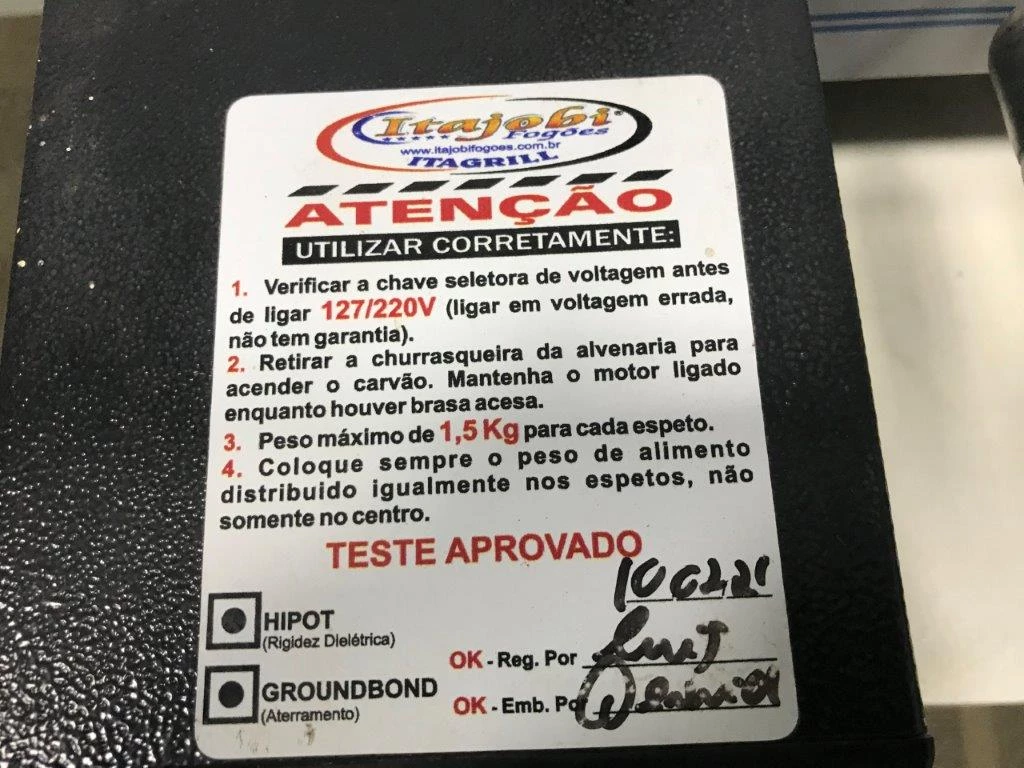 Itajobi
Fogões
www.itajobifogoes.com.br
ITAGRILL
ATENÇÃO
UTILIZAR CORRETAMENTE:
1. Verificar a chave seletora de voltagem antes
de ligar 127/220V (ligar em voltagem errada,
não tem garantia).
2. Retirar a churrasqueira da alvenaria para
acender o carvão. Mantenha o motor ligado
enquanto houver brasa acesa.
3. Peso máximo de 1,5 Kg para cada espeto.
4. Coloque sempre o peso de alimento
distribuido igualmente nos espetos, não
somente no centro.
TESTE APROVADO
HIPOT
(Rigidez Dielétrica)
OK - Reg. Por
GROUNDBOND
(Aterramento)
OK - Emb. Por